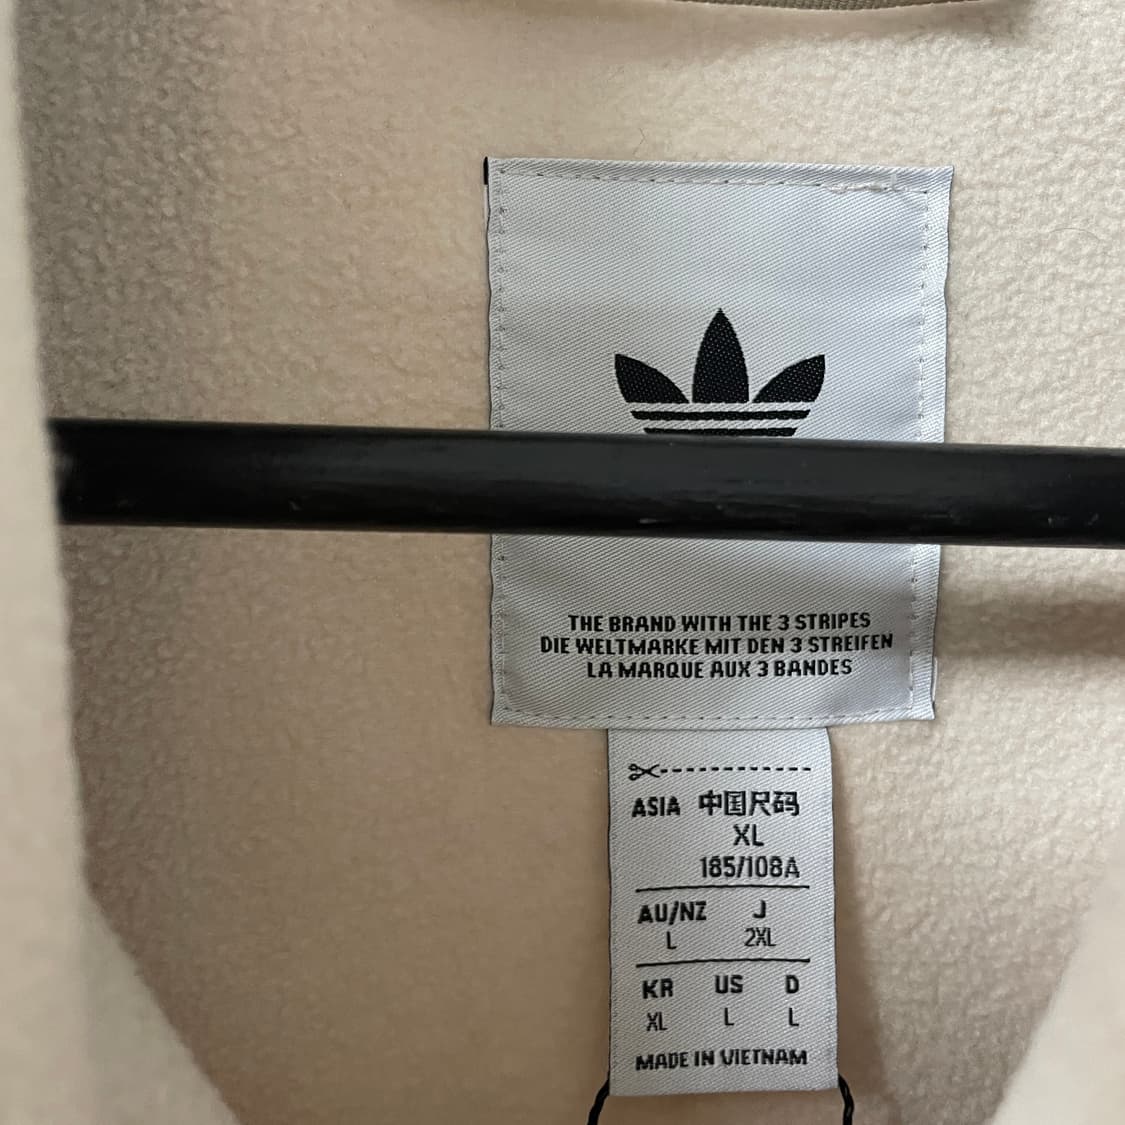 THE BRAND WITH THE 3 STRIPES
DIE WELTMARKE MIT DEN 3 STREIFEN
LA MARQUE AUX 3 BANDES
ASIA 中国尺码
XL
185/108A
AU/NZ J
L 2XL
KR US D
XL L L
MADE IN VIETNAM